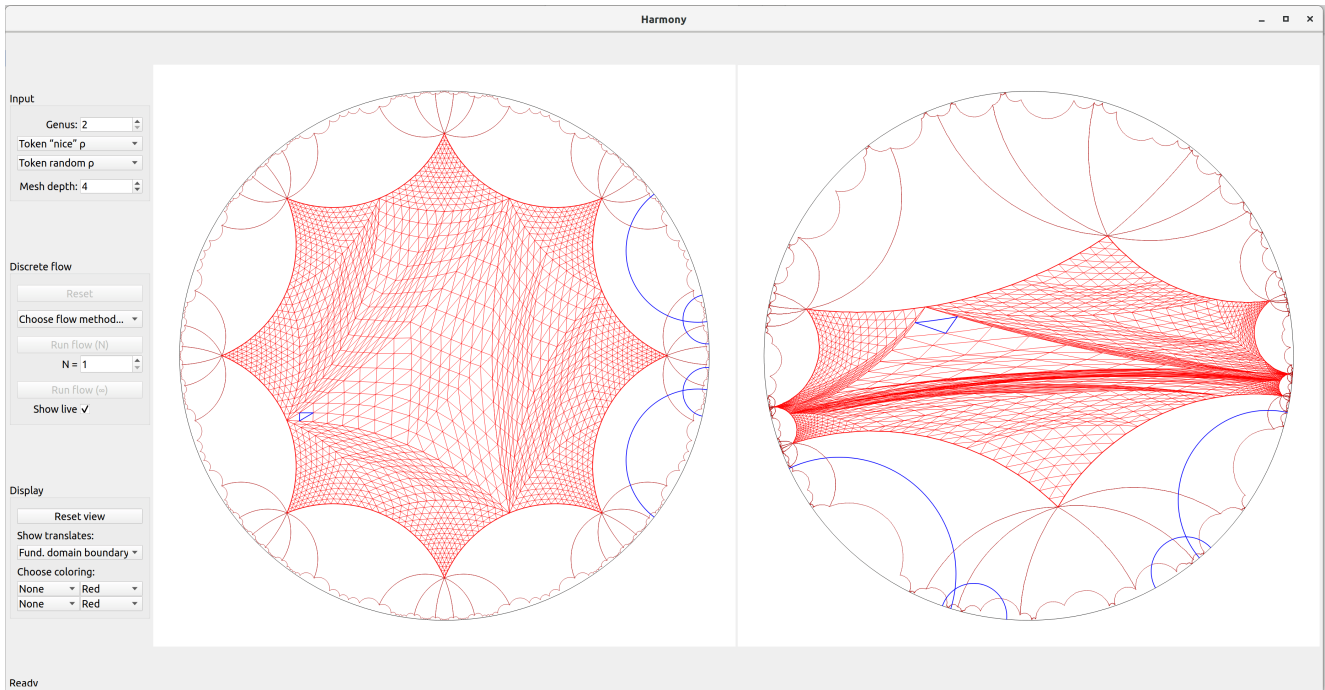 Harmony
Input
Genus: 2
Token "nice" ρ
Token random ρ
Mesh depth: 4
Discrete flow
Reset
Choose flow method...
Run flow (N)
N = 1
Run flow (∞)
Show live ✓
Display
Reset view
Show translates:
Fund. domain boundary
Choose coloring:
None Red
None Red
Ready